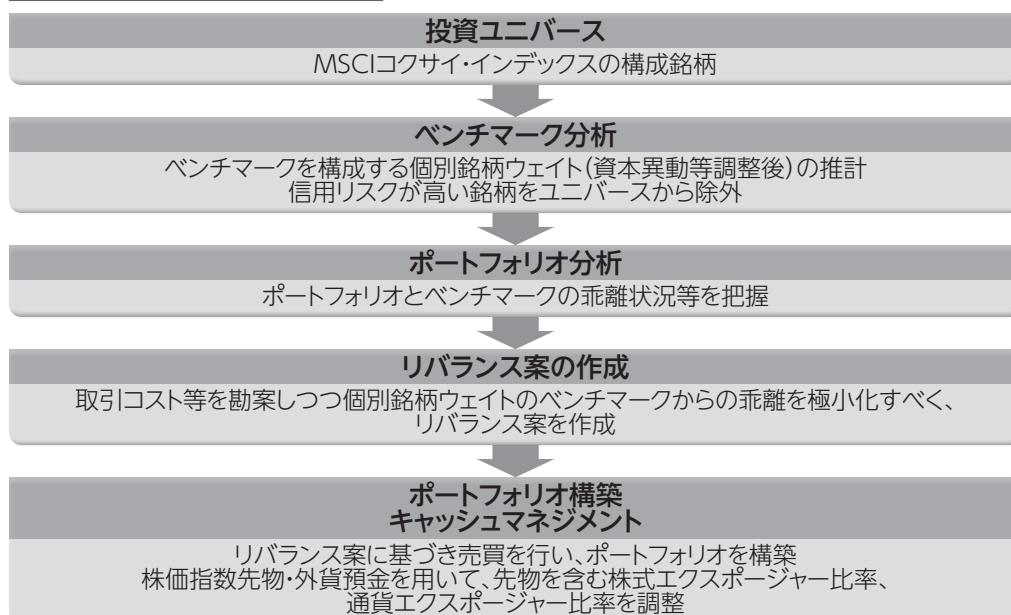 投資ユニバース
MSCIコクサイ・インデックスの構成銘柄
ベンチマーク分析
ベンチマークを構成する個別銘柄ウェイト(資本異動等調整後)の推計
信用リスクが高い銘柄をユニバースから除外
ポートフォリオ分析
ポートフォリオとベンチマークの乖離状況等を把握
リバランス案の作成
取引コスト等を勘案しつつ個別銘柄ウェイトのベンチマークからの乖離を極小化すべく、
リバランス案を作成
ポートフォリオ構築
キャッシュマネジメント
リバランス案に基づき売買を行い、ポートフォリオを構築
株価指数先物・外貨預金を用いて、先物を含む株式エクスポージャー比率、
通貨エクスポージャー比率を調整